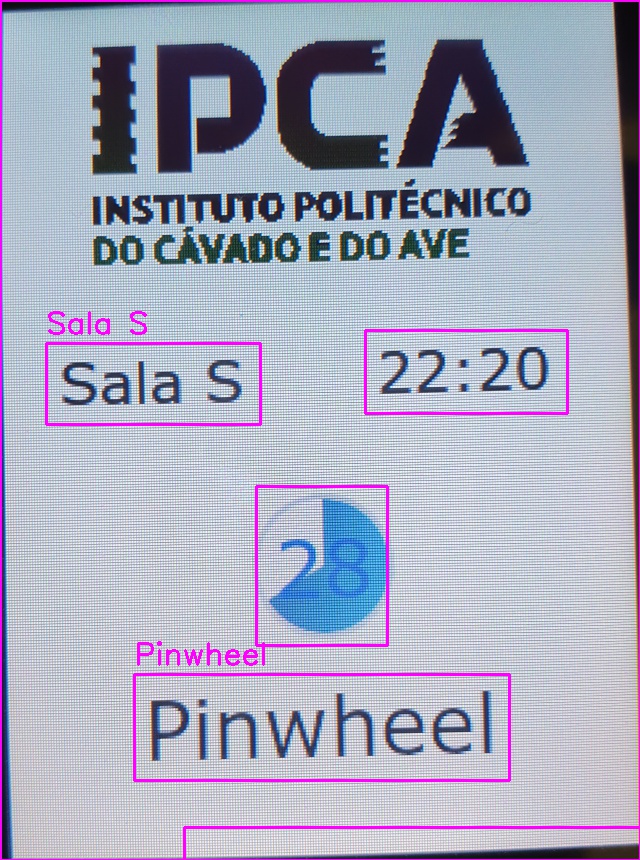 IPCA
INSTITUTO POLITÉCNICO
DO CÁVADO E DO AVE
Sala S
Sala S
22:20
28
Pinwheel
Pinwheel